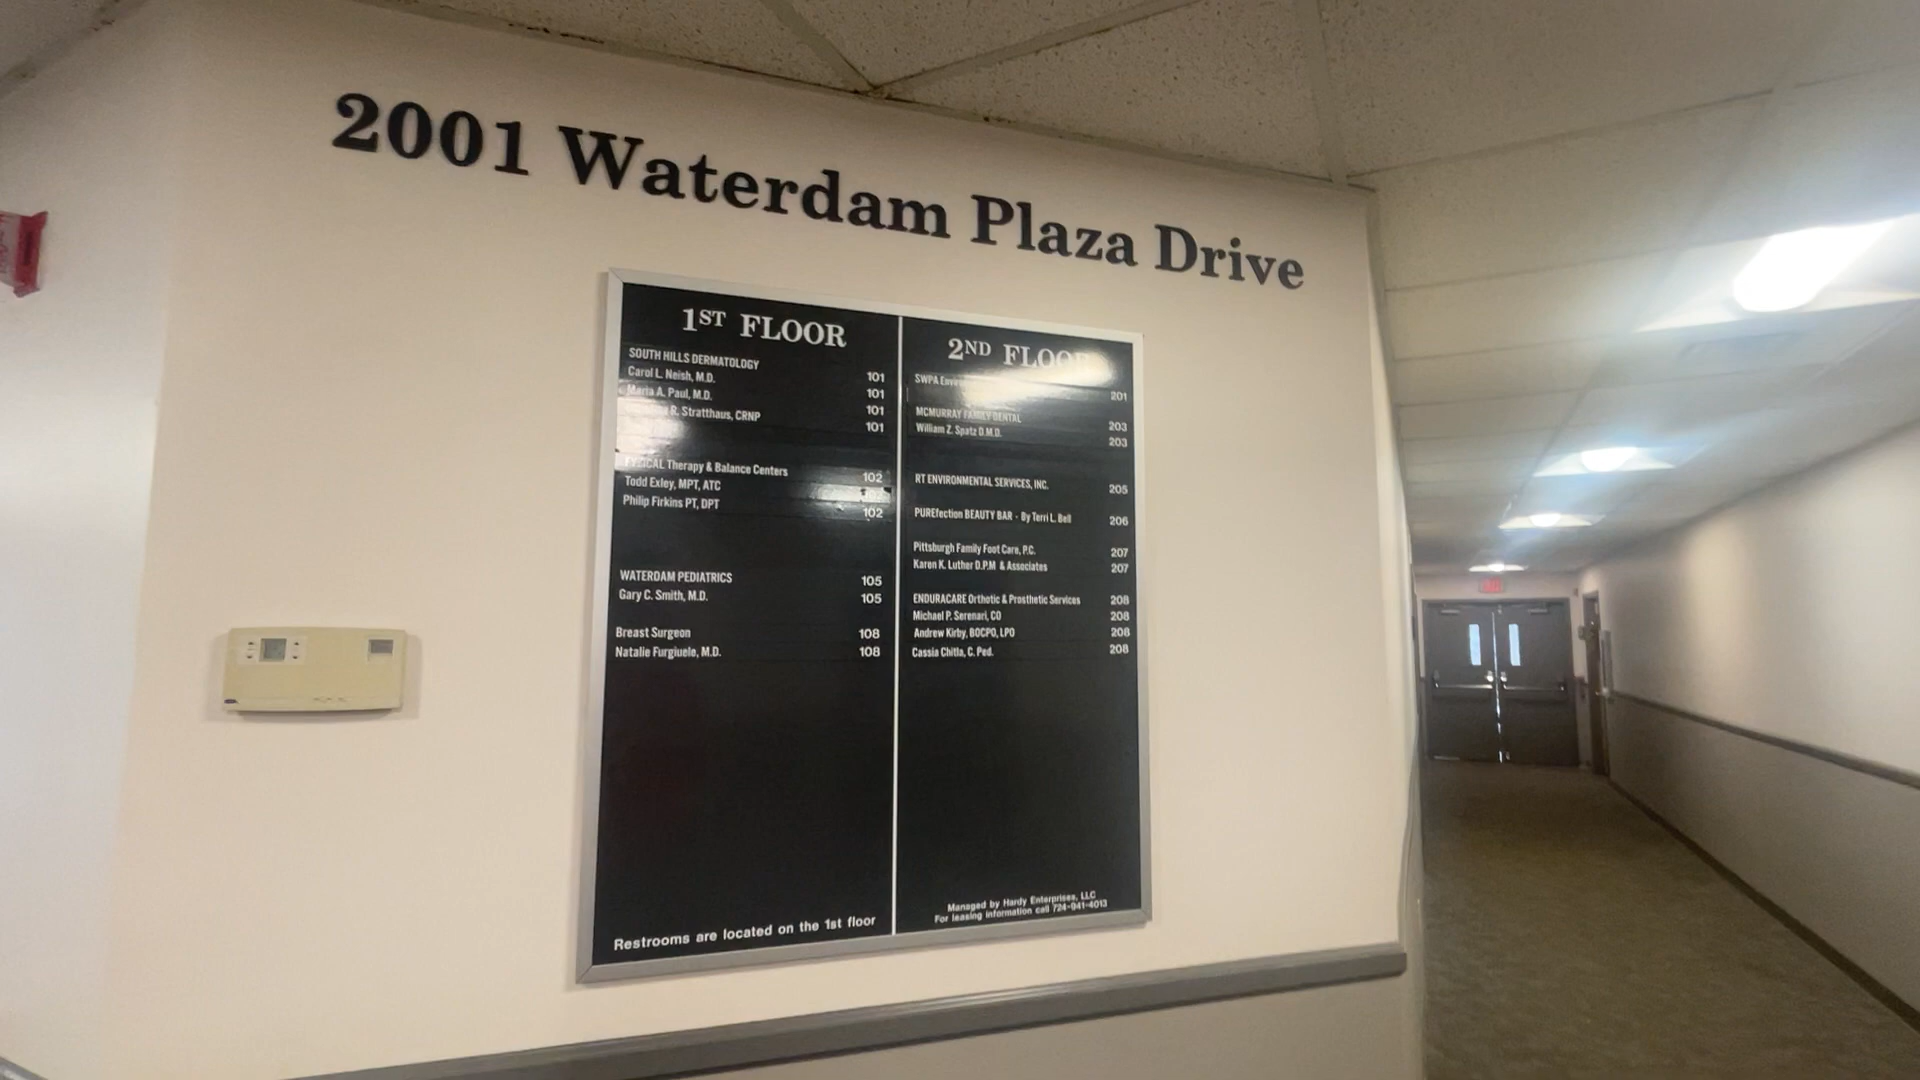 2001 Waterdam Plaza Drive
1ST FLOOR
SOUTH HILLS DERMATOLOGY 101
Carol L. Neish, M.D. 101
Maria A. Paul, M.D. 101
R. Stratthaus, CRNP 101
Therapy & Balance Centers 102
Todd Exley, MPT, ATC
Philip Firkins PT, DPT 102
WATERDAM PEDIATRICS 105
Gary C. Smith, M.D. 105
Breast Surgeon 108
Natalie Furgiuele, M.D. 108
Restrooms are located on the 1st floor
2ND FLOOR
SWPA 201
MCMURRAY FAMILY DENTAL 203
William Z. Spatz D.M.D. 203
RT ENVIRONMENTAL SERVICES, INC. 205
PUREfection BEAUTY BAR - By Terri L. Bell 206
Pittsburgh Family Foot Care, P.C. 207
Karen K. Luther D.P.M & Associates 207
ENDURACARE Orthotic & Prosthetic Services 208
Michael P. Serenari, CO 208
Andrew Kirby, BOCPO, LPO 208
Cassia Chitla, C. Ped. 208
Managed by Hardy Enterprises, LLC
For leasing information call 724-941-4013
EXIT